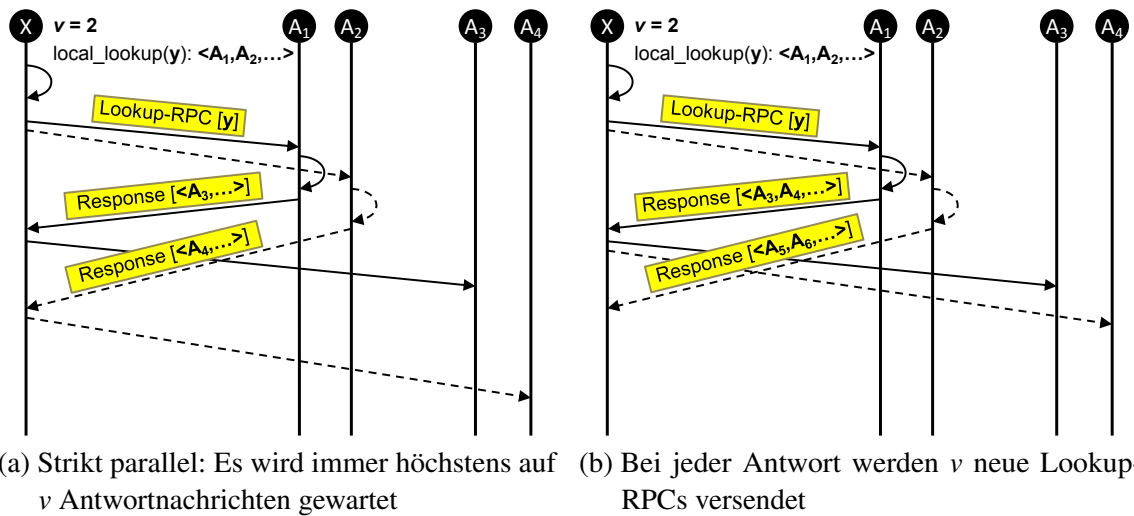 X
v = 2
A₁
A₂
A₃
A₄
local_lookup(y): <A₁,A₂,…>
Lookup-RPC [y]
Response [<A₃,…>]
Response [<A₄,…>]
(a) Strikt parallel: Es wird immer höchstens auf
v Antwortnachrichten gewartet
X
v = 2
A₁
A₂
A₃
A₄
local_lookup(y): <A₁,A₂,…>
Lookup-RPC [y]
Response [<A₃,A₄,…>]
Response [<A₅,A₆,…>]
(b) Bei jeder Antwort werden v neue Lookup-
RPCs versendet